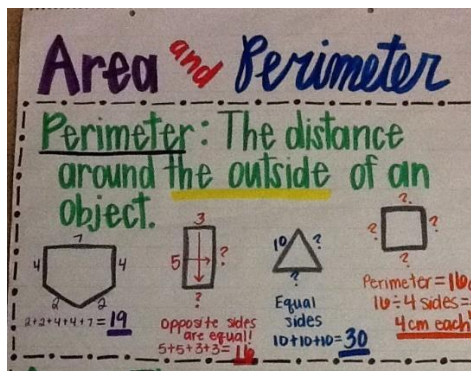 Area and Perimeter
Perimeter: The distance
around the outside of an
object.
7
4 4
2 2
2+2+4+4+7=19
3
5 ?
?
Opposite sides
are equal!
5+5+3+3=16
10 ?
?
Equal
sides
10+10+10=30
?
? ?
?
Perimeter=16
16÷4 sides=
4cm each